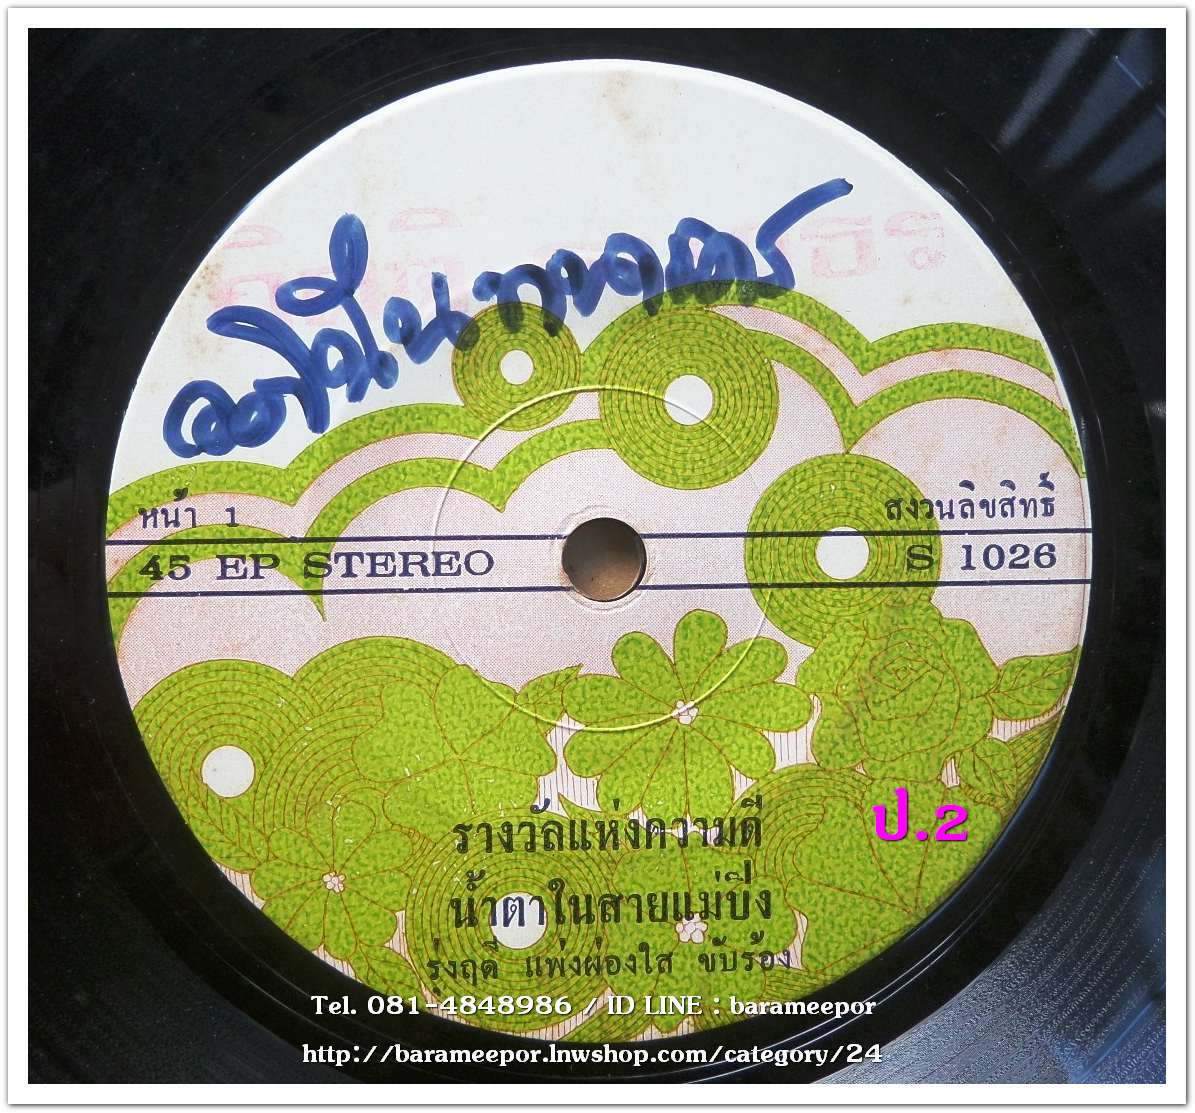 หน้า 1
สงวนลิขสิทธิ์
45 EP STEREO
S 1026
ป.2
รางวัลแห่งความดี
น้ำตาในสายแม่ปิง
รุ่งฤดี แพ่งผ่องใส ขับร้อง
Tel. 081-4848986 / ID LINE : barameepor
http://barameepor.lnwshop.com/category/24